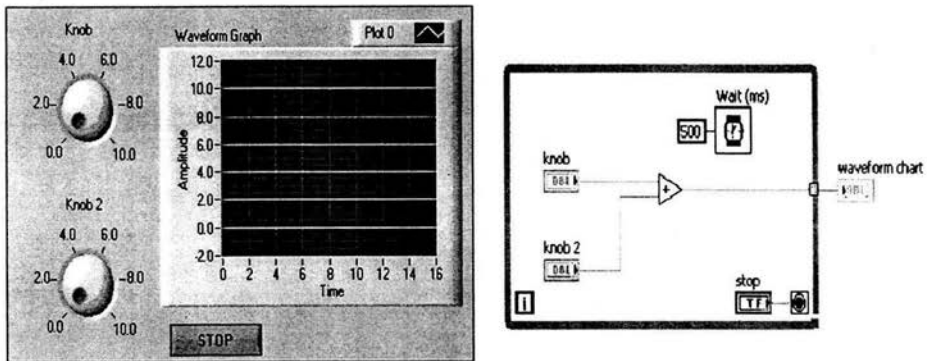 Knob
4.0 6.0
2.0 8.0
0.0 10.0
Knob 2
4.0 6.0
2.0 8.0
0.0 10.0
Waveform Graph
Plot 0
12.0
10.0
8.0
6.0
4.0
2.0
0.0
-2.0
Amplitude
0 2 4 6 8 10 12 14 16
Time
STOP
Wait (ms)
500
knob
DBL
knob 2
DBL
waveform chart
DBL
stop
TF
i